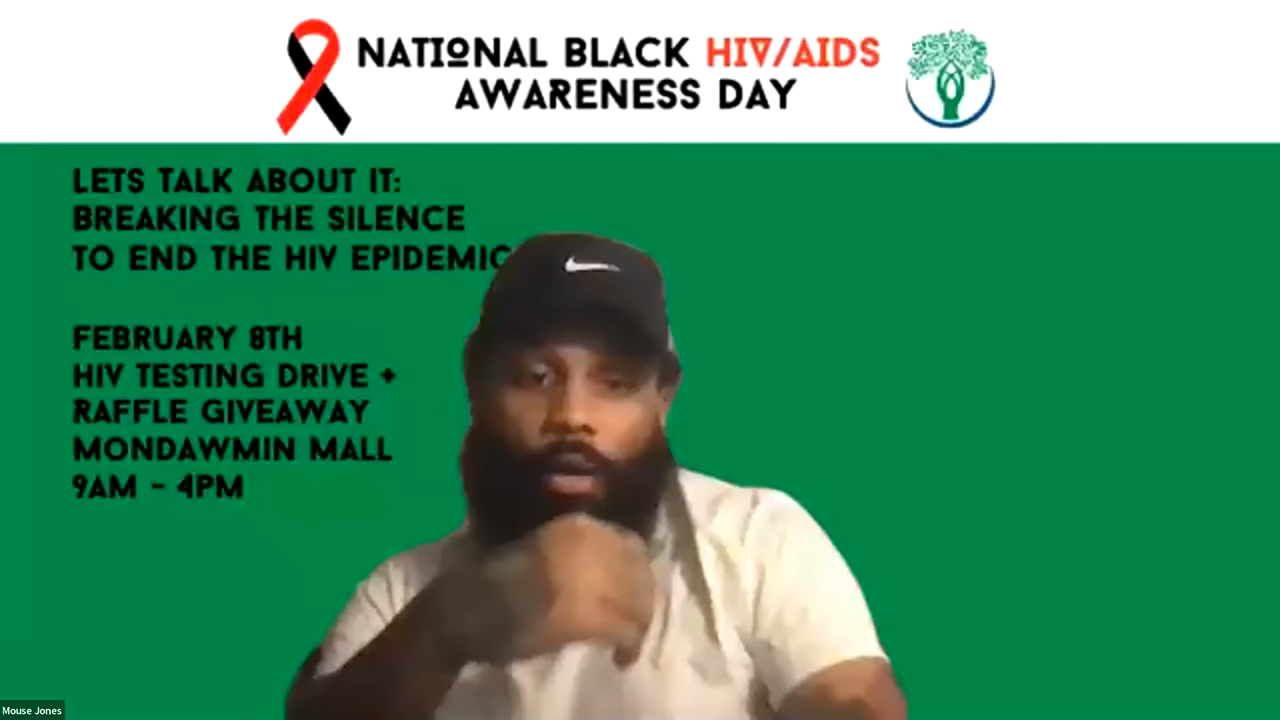 NATIONAL BLACK HIV/AIDS
AWARENESS DAY
LETS TALK ABOUT IT:
BREAKING THE SILENCE
TO END THE HIV EPIDEMIC
FEBRUARY 8TH
HIV TESTING DRIVE +
RAFFLE GIVEAWAY
MONDAWMIN MALL
9AM - 4PM
Mouse Jones